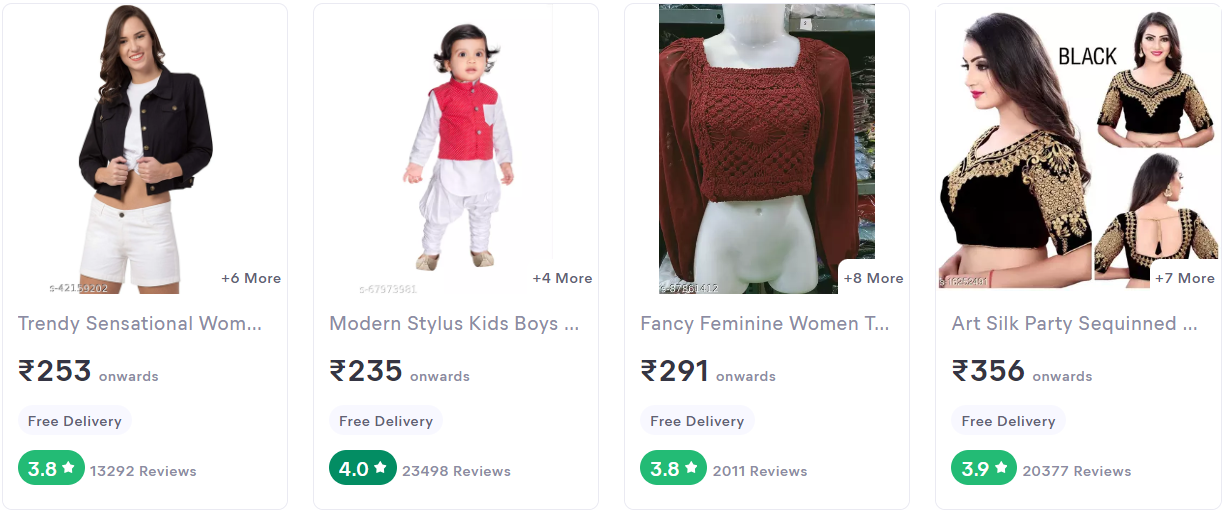 +6 More
s-42159202
Trendy Sensational Wom...
₹253 onwards
Free Delivery
3.8 ★ 13292 Reviews
+4 More
s-67973981
Modern Stylus Kids Boys ...
₹235 onwards
Free Delivery
4.0 ★ 23498 Reviews
+8 More
s-87961412
Fancy Feminine Women T...
₹291 onwards
Free Delivery
3.8 ★ 2011 Reviews
BLACK
+7 More
Art Silk Party Sequinned ...
₹356 onwards
Free Delivery
3.9 ★ 20377 Reviews